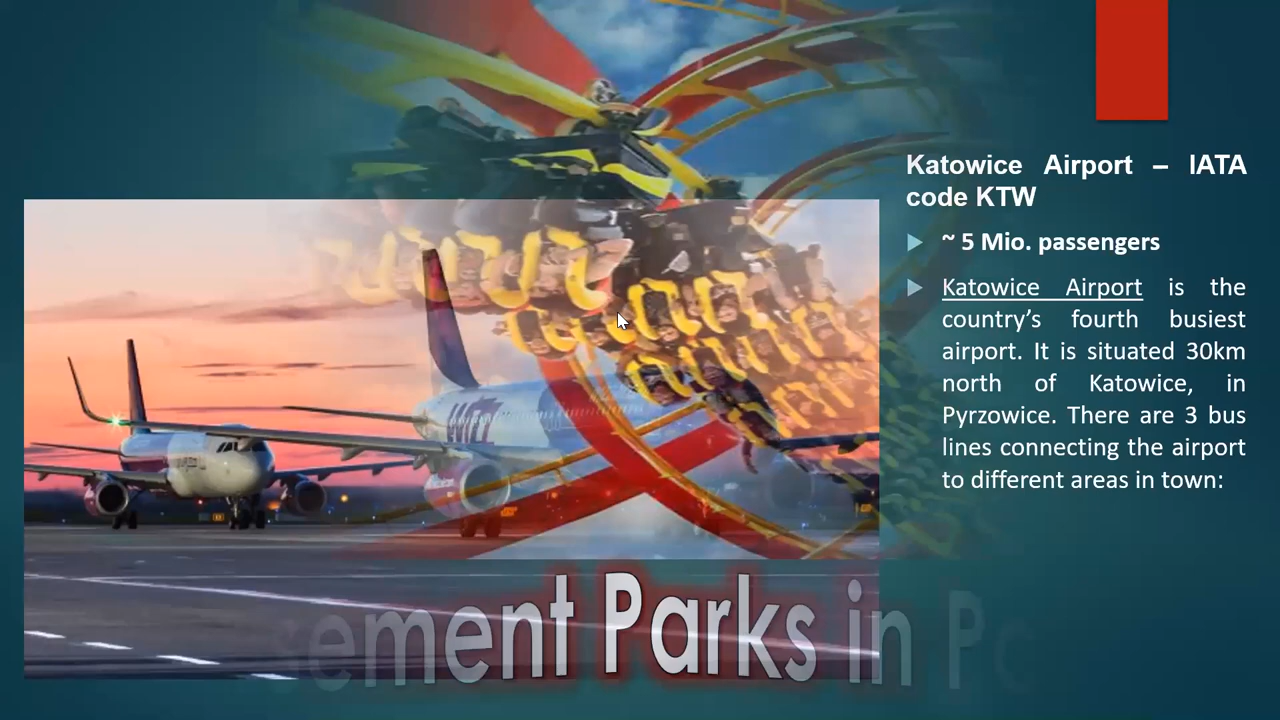 Katowice Airport – IATA
code KTW
~ 5 Mio. passengers
Katowice Airport is the
country's fourth busiest
airport. It is situated 30km
north of Katowice, in
Pyrzowice. There are 3 bus
lines connecting the airport
to different areas in town:
Wizz
sement Parks in Po